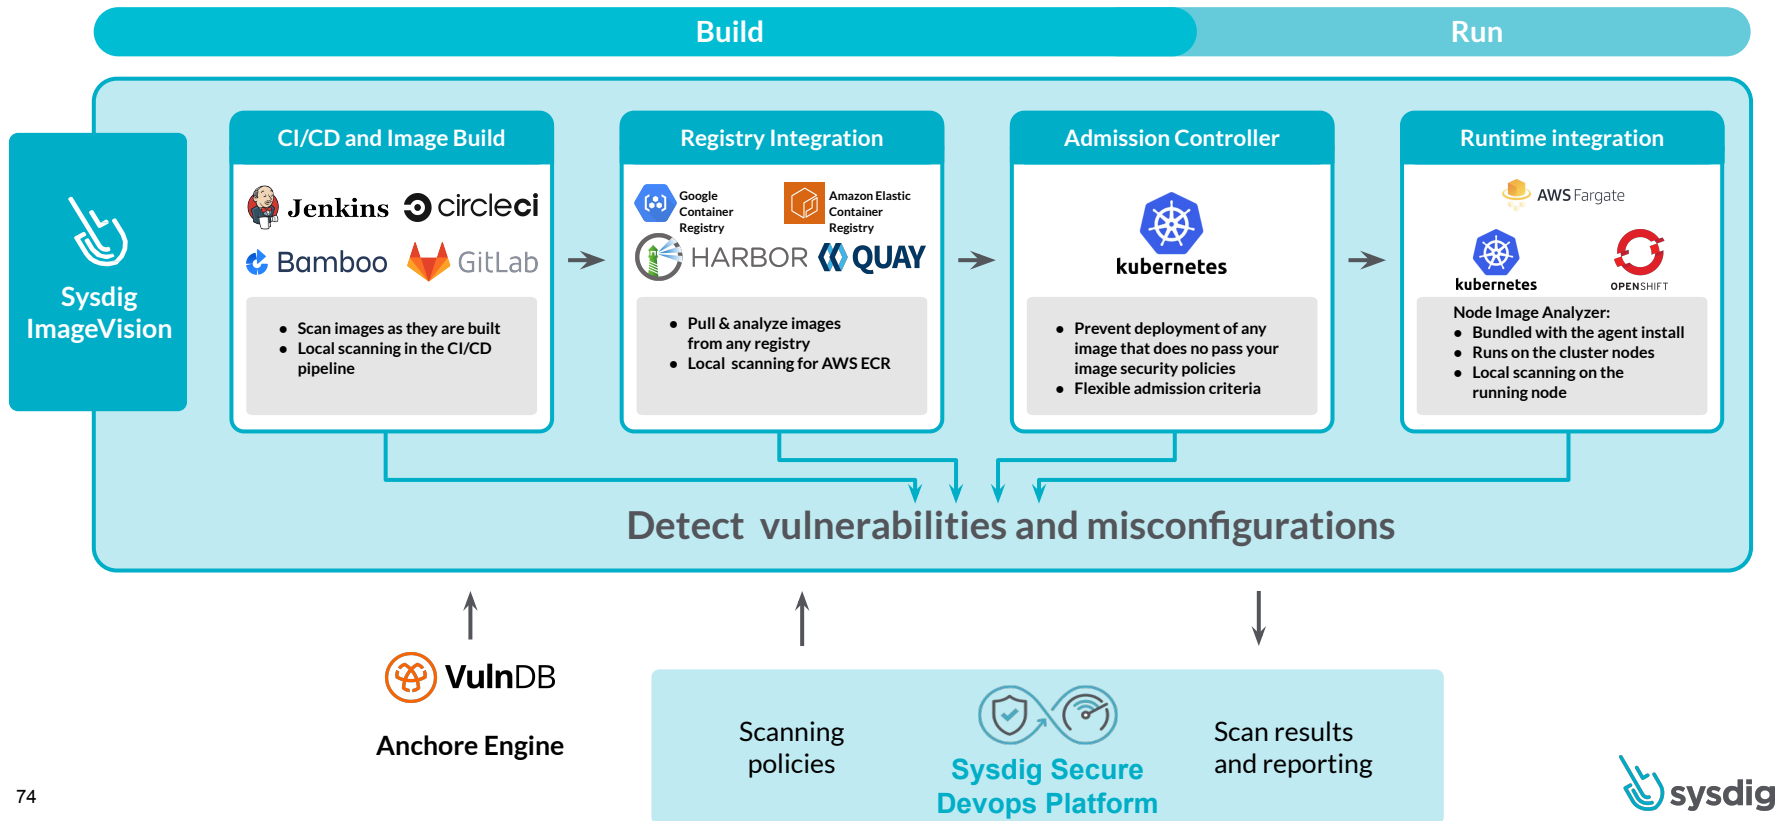 Build
Run
Sysdig
ImageVision
CI/CD and Image Build
Jenkins
circleci
Bamboo
GitLab
● Scan images as they are built
● Local scanning in the CI/CD
pipeline
Registry Integration
Google
Container
Registry
Amazon Elastic
Container
Registry
HARBOR
QUAY
● Pull & analyze images
from any registry
● Local scanning for AWS ECR
Admission Controller
kubernetes
● Prevent deployment of any
image that does no pass your
image security policies
● Flexible admission criteria
Runtime integration
AWS Fargate
kubernetes
OPENSHIFT
Node Image Analyzer:
● Bundled with the agent install
● Runs on the cluster nodes
● Local scanning on the
running node
Detect vulnerabilities and misconfigurations
VulnDB
Anchore Engine
Scanning
policies
Sysdig Secure
Devops Platform
Scan results
and reporting
74
sysdig